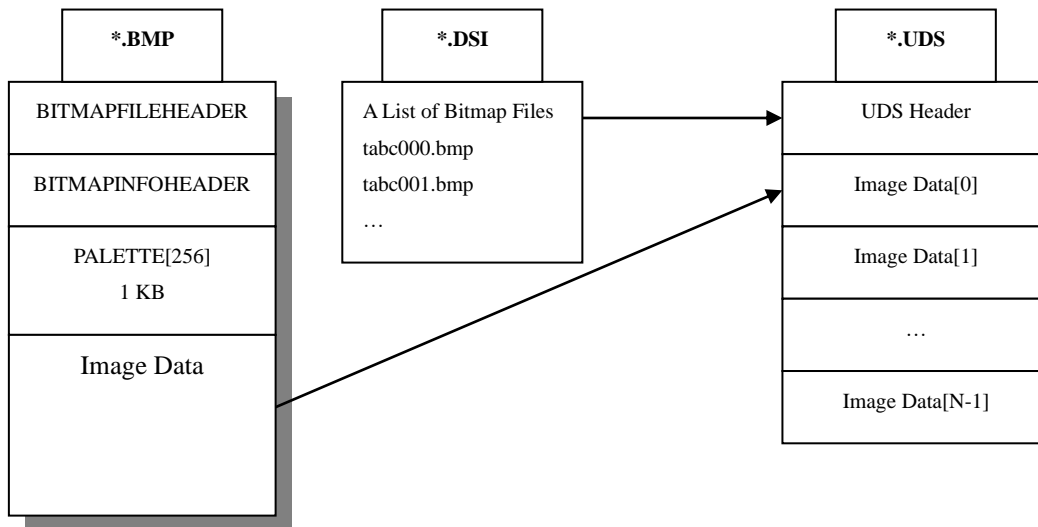 *.BMP
BITMAPFILEHEADER
BITMAPINFOHEADER
PALETTE[256]
1 KB
Image Data
*.DSI
A List of Bitmap Files
tabc000.bmp
tabc001.bmp
…
*.UDS
UDS Header
Image Data[0]
Image Data[1]
…
Image Data[N-1]